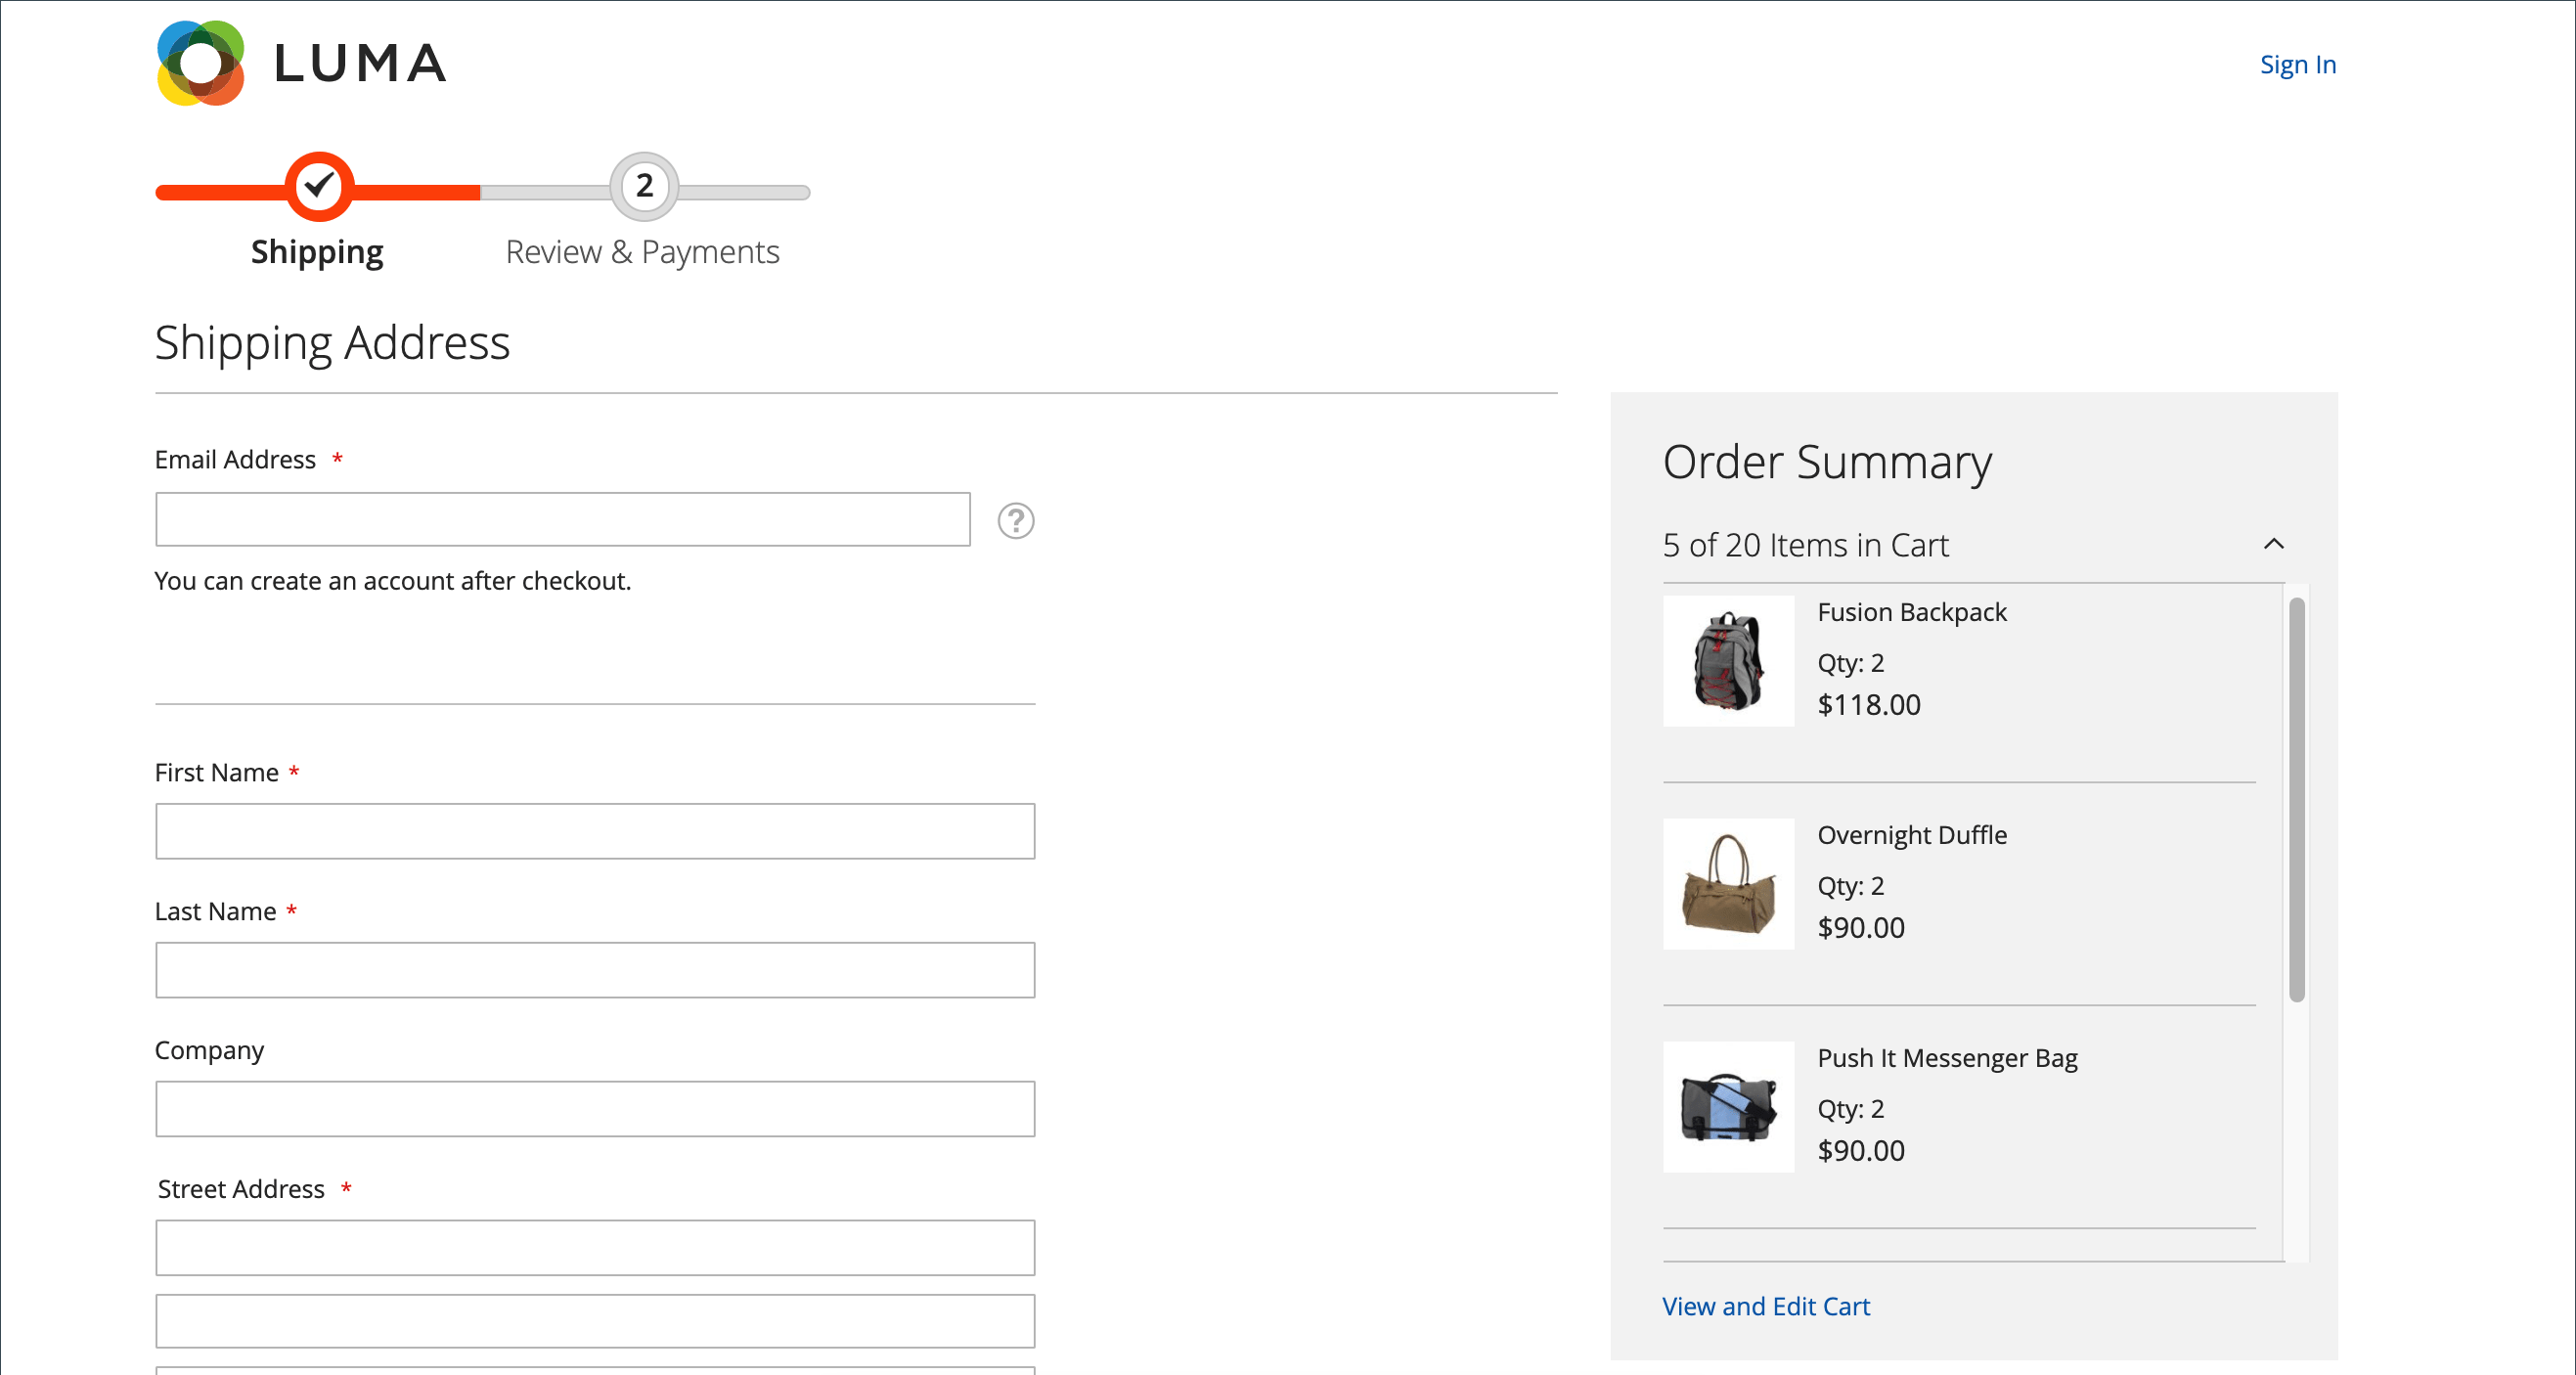 LUMA
Sign In
2
Shipping
Review & Payments
Shipping Address
Email Address *
?
You can create an account after checkout.
First Name *
Last Name *
Company
Street Address *
Order Summary
5 of 20 Items in Cart
Fusion Backpack
Qty: 2
$118.00
Overnight Duffle
Qty: 2
$90.00
Push It Messenger Bag
Qty: 2
$90.00
View and Edit Cart